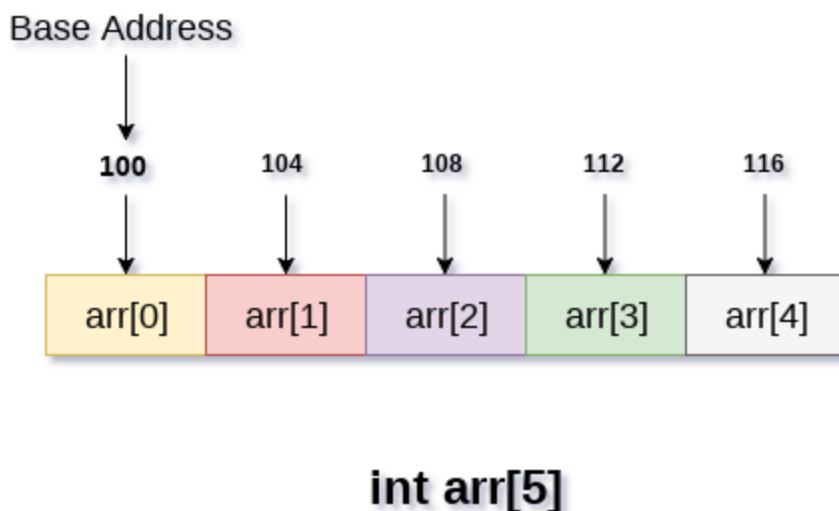 Base Address
100 104 108 112 116
arr[0] arr[1] arr[2] arr[3] arr[4]
int arr[5]